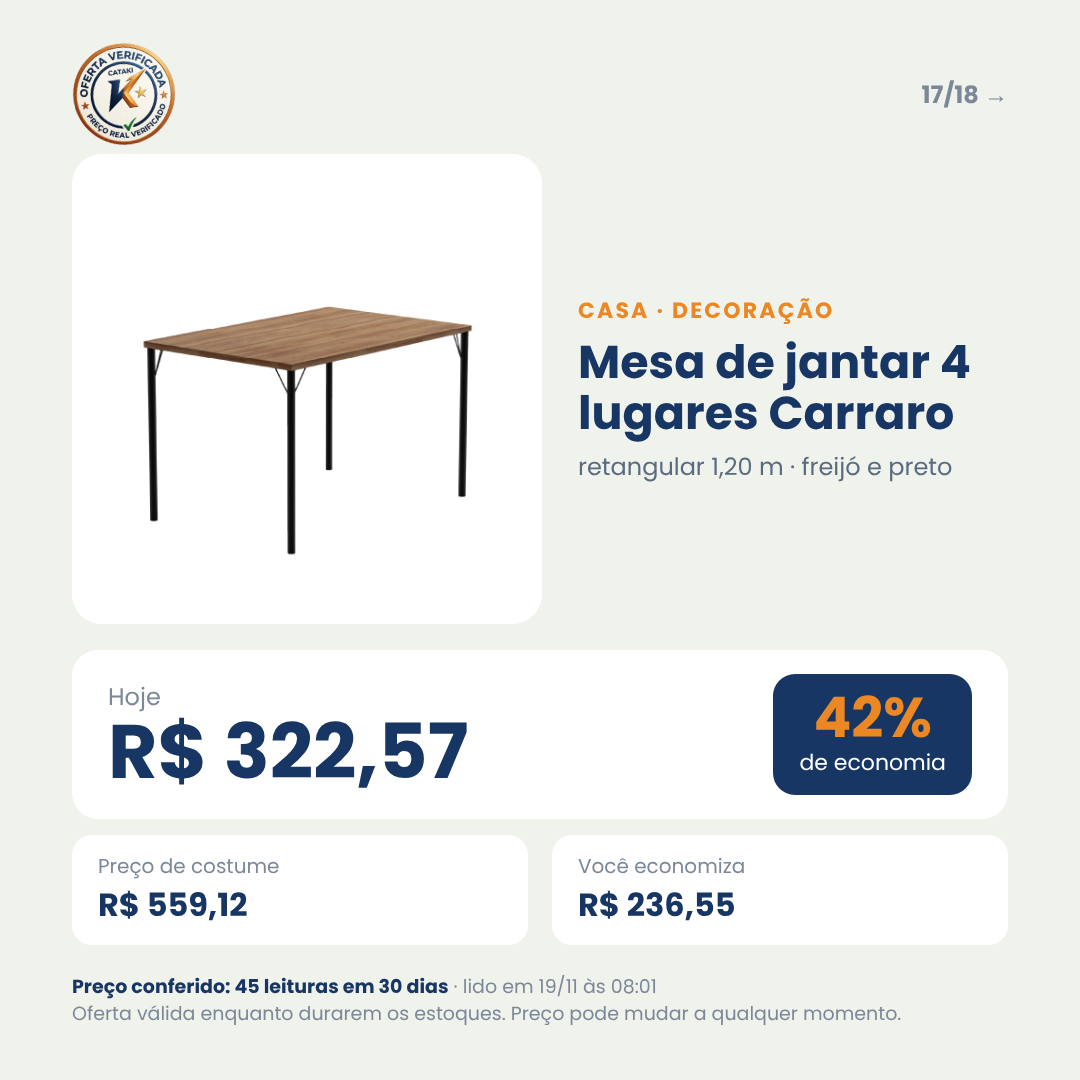 OFERTA VERIFICADA
CATAKI
K
PREÇO REAL VERIFICADO
17/18 →
CASA · DECORAÇÃO
Mesa de jantar 4
lugares Carraro
retangular 1,20 m · freijó e preto
Hoje
R$ 322,57
42%
de economia
Preço de costume
R$ 559,12
Você economiza
R$ 236,55
Preço conferido: 45 leituras em 30 dias · lido em 19/11 às 08:01
Oferta válida enquanto durarem os estoques. Preço pode mudar a qualquer momento.